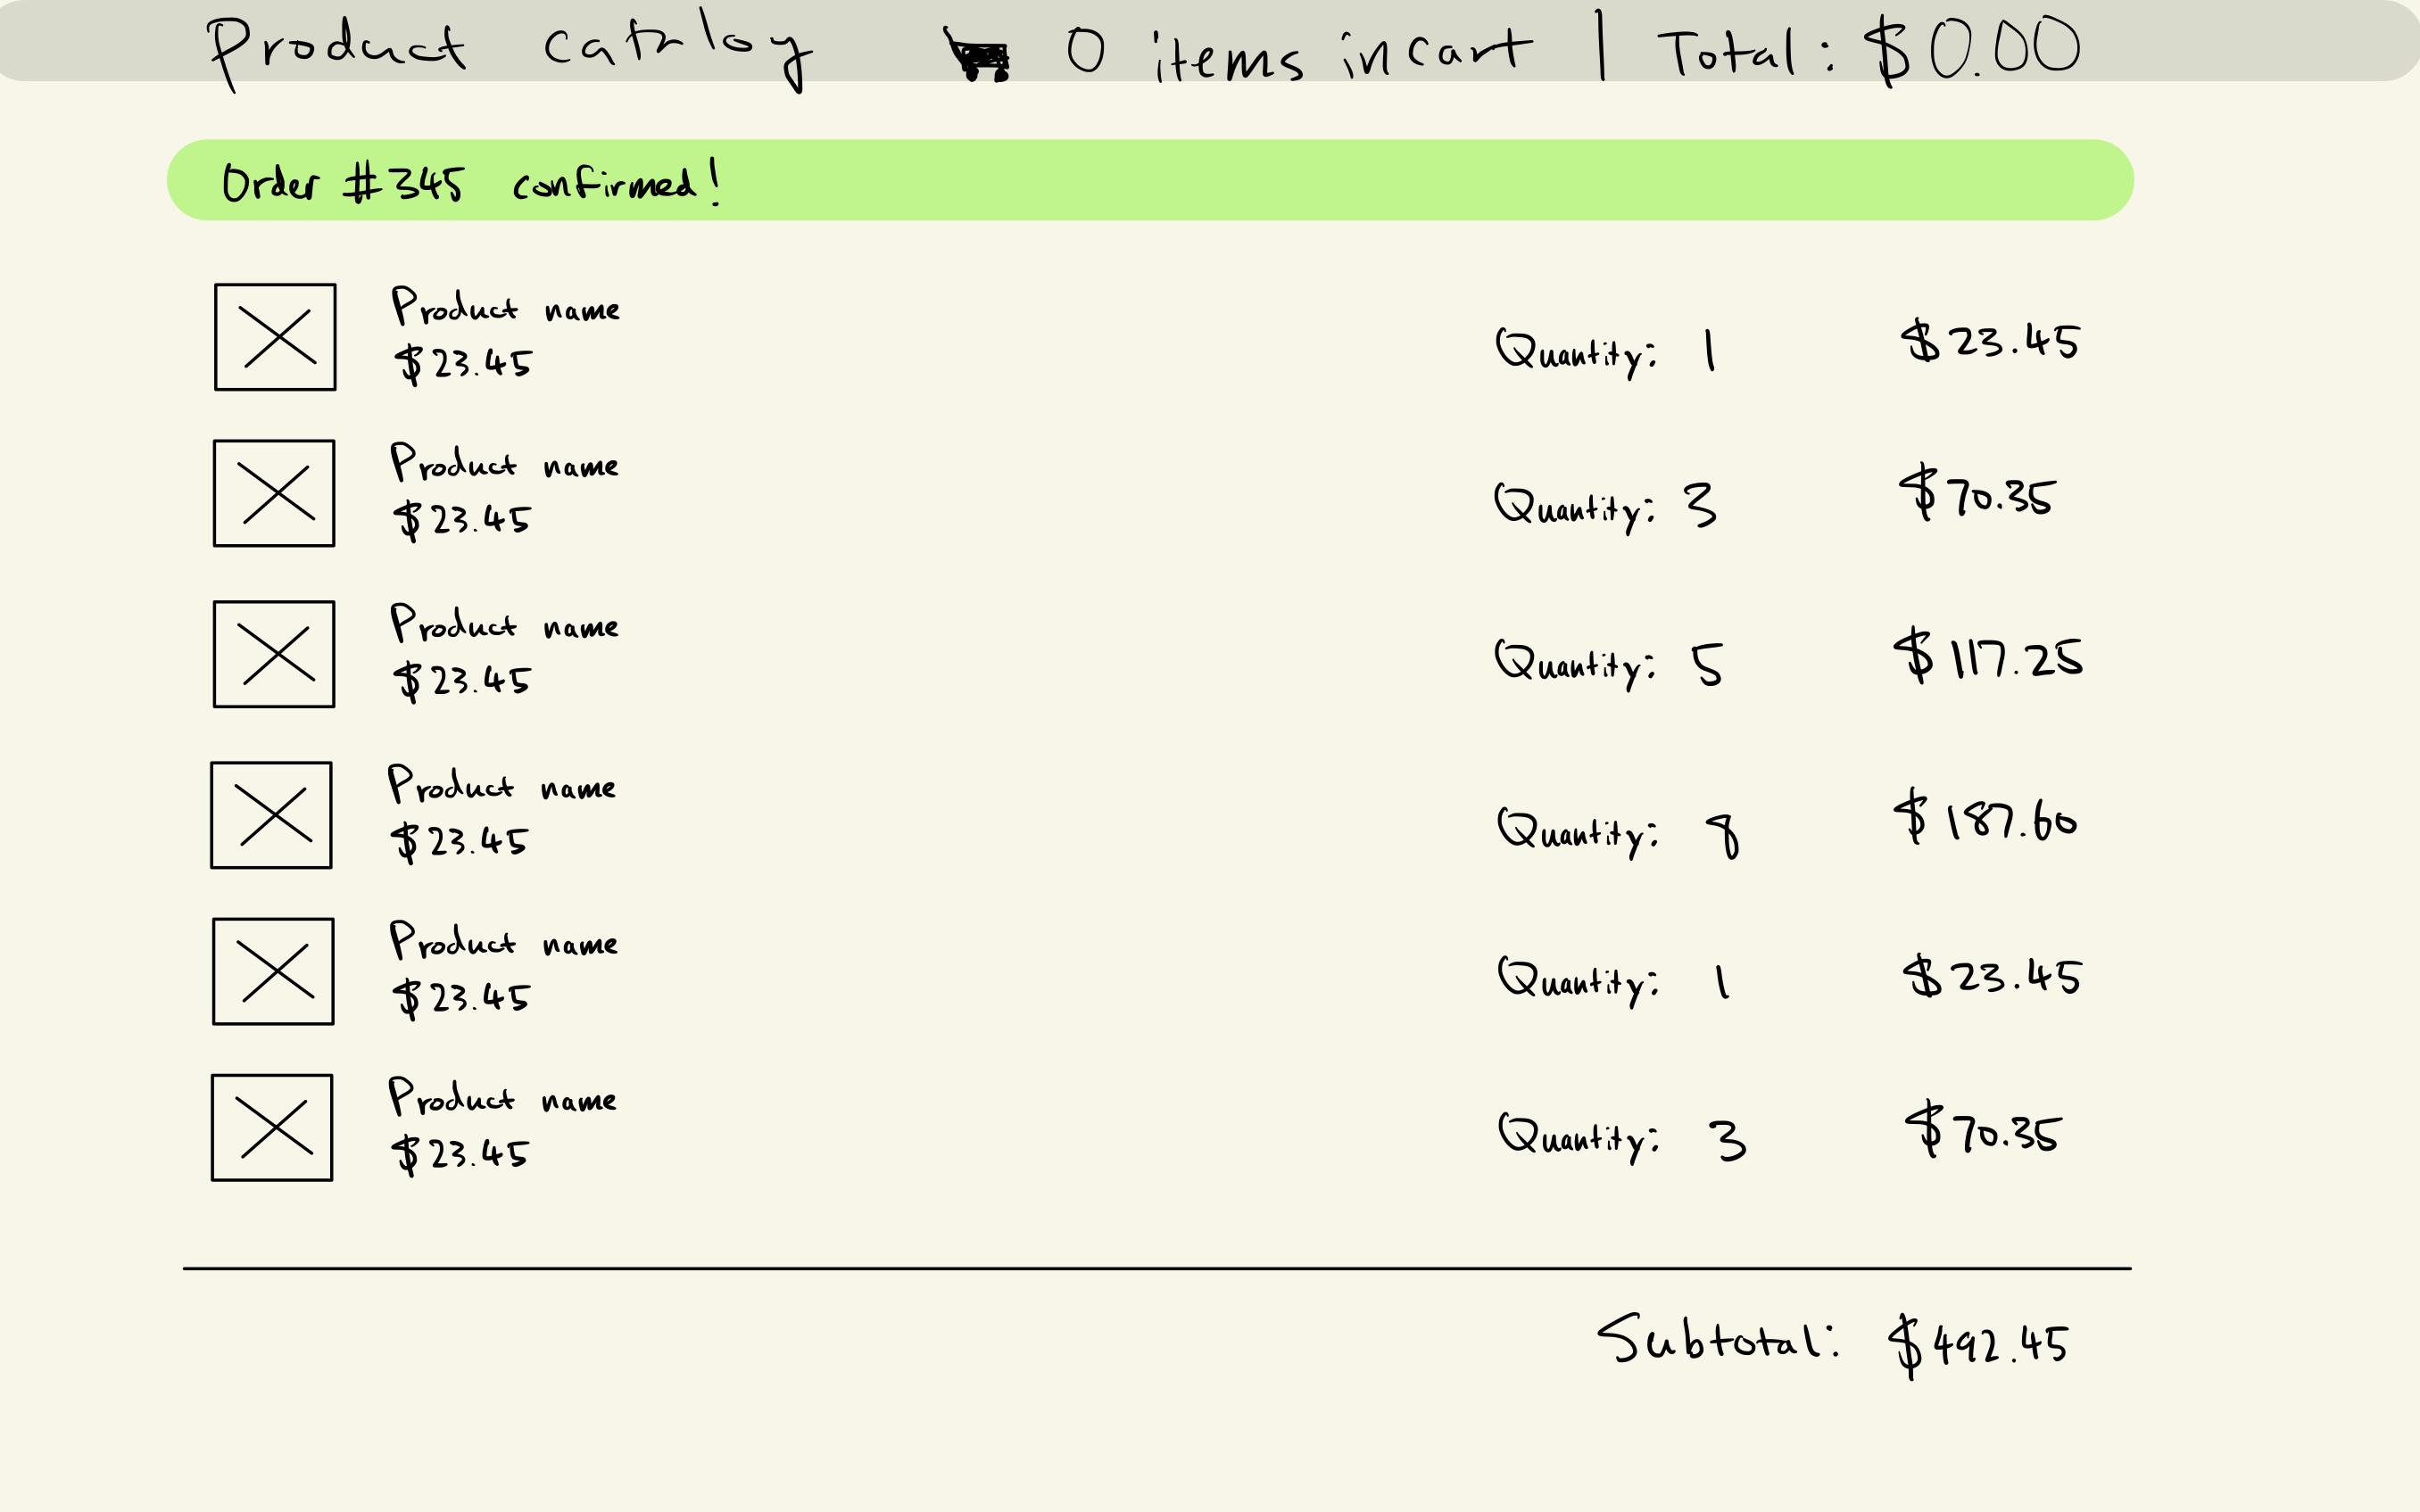 Product catalog 0 items in cart | Total: $0.00
Order #345 confirmed!
Product name
$23.45
Quantity: 1 $23.45
Product name
$23.45
Quantity: 3 $70.35
Product name
$23.45
Quantity: 5 $117.25
Product name
$23.45
Quantity: 8 $187.60
Product name
$23.45
Quantity: 1 $23.45
Product name
$23.45
Quantity: 3 $70.35
Subtotal: $492.45